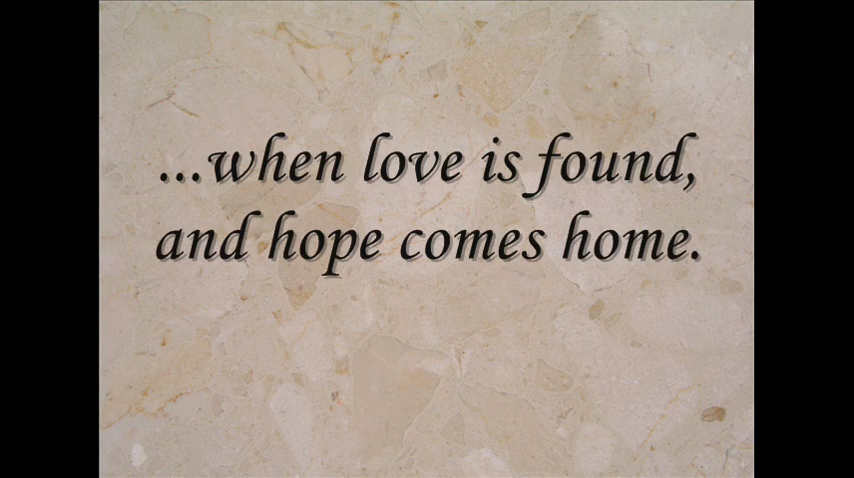 ...when love is found,
and hope comes home.